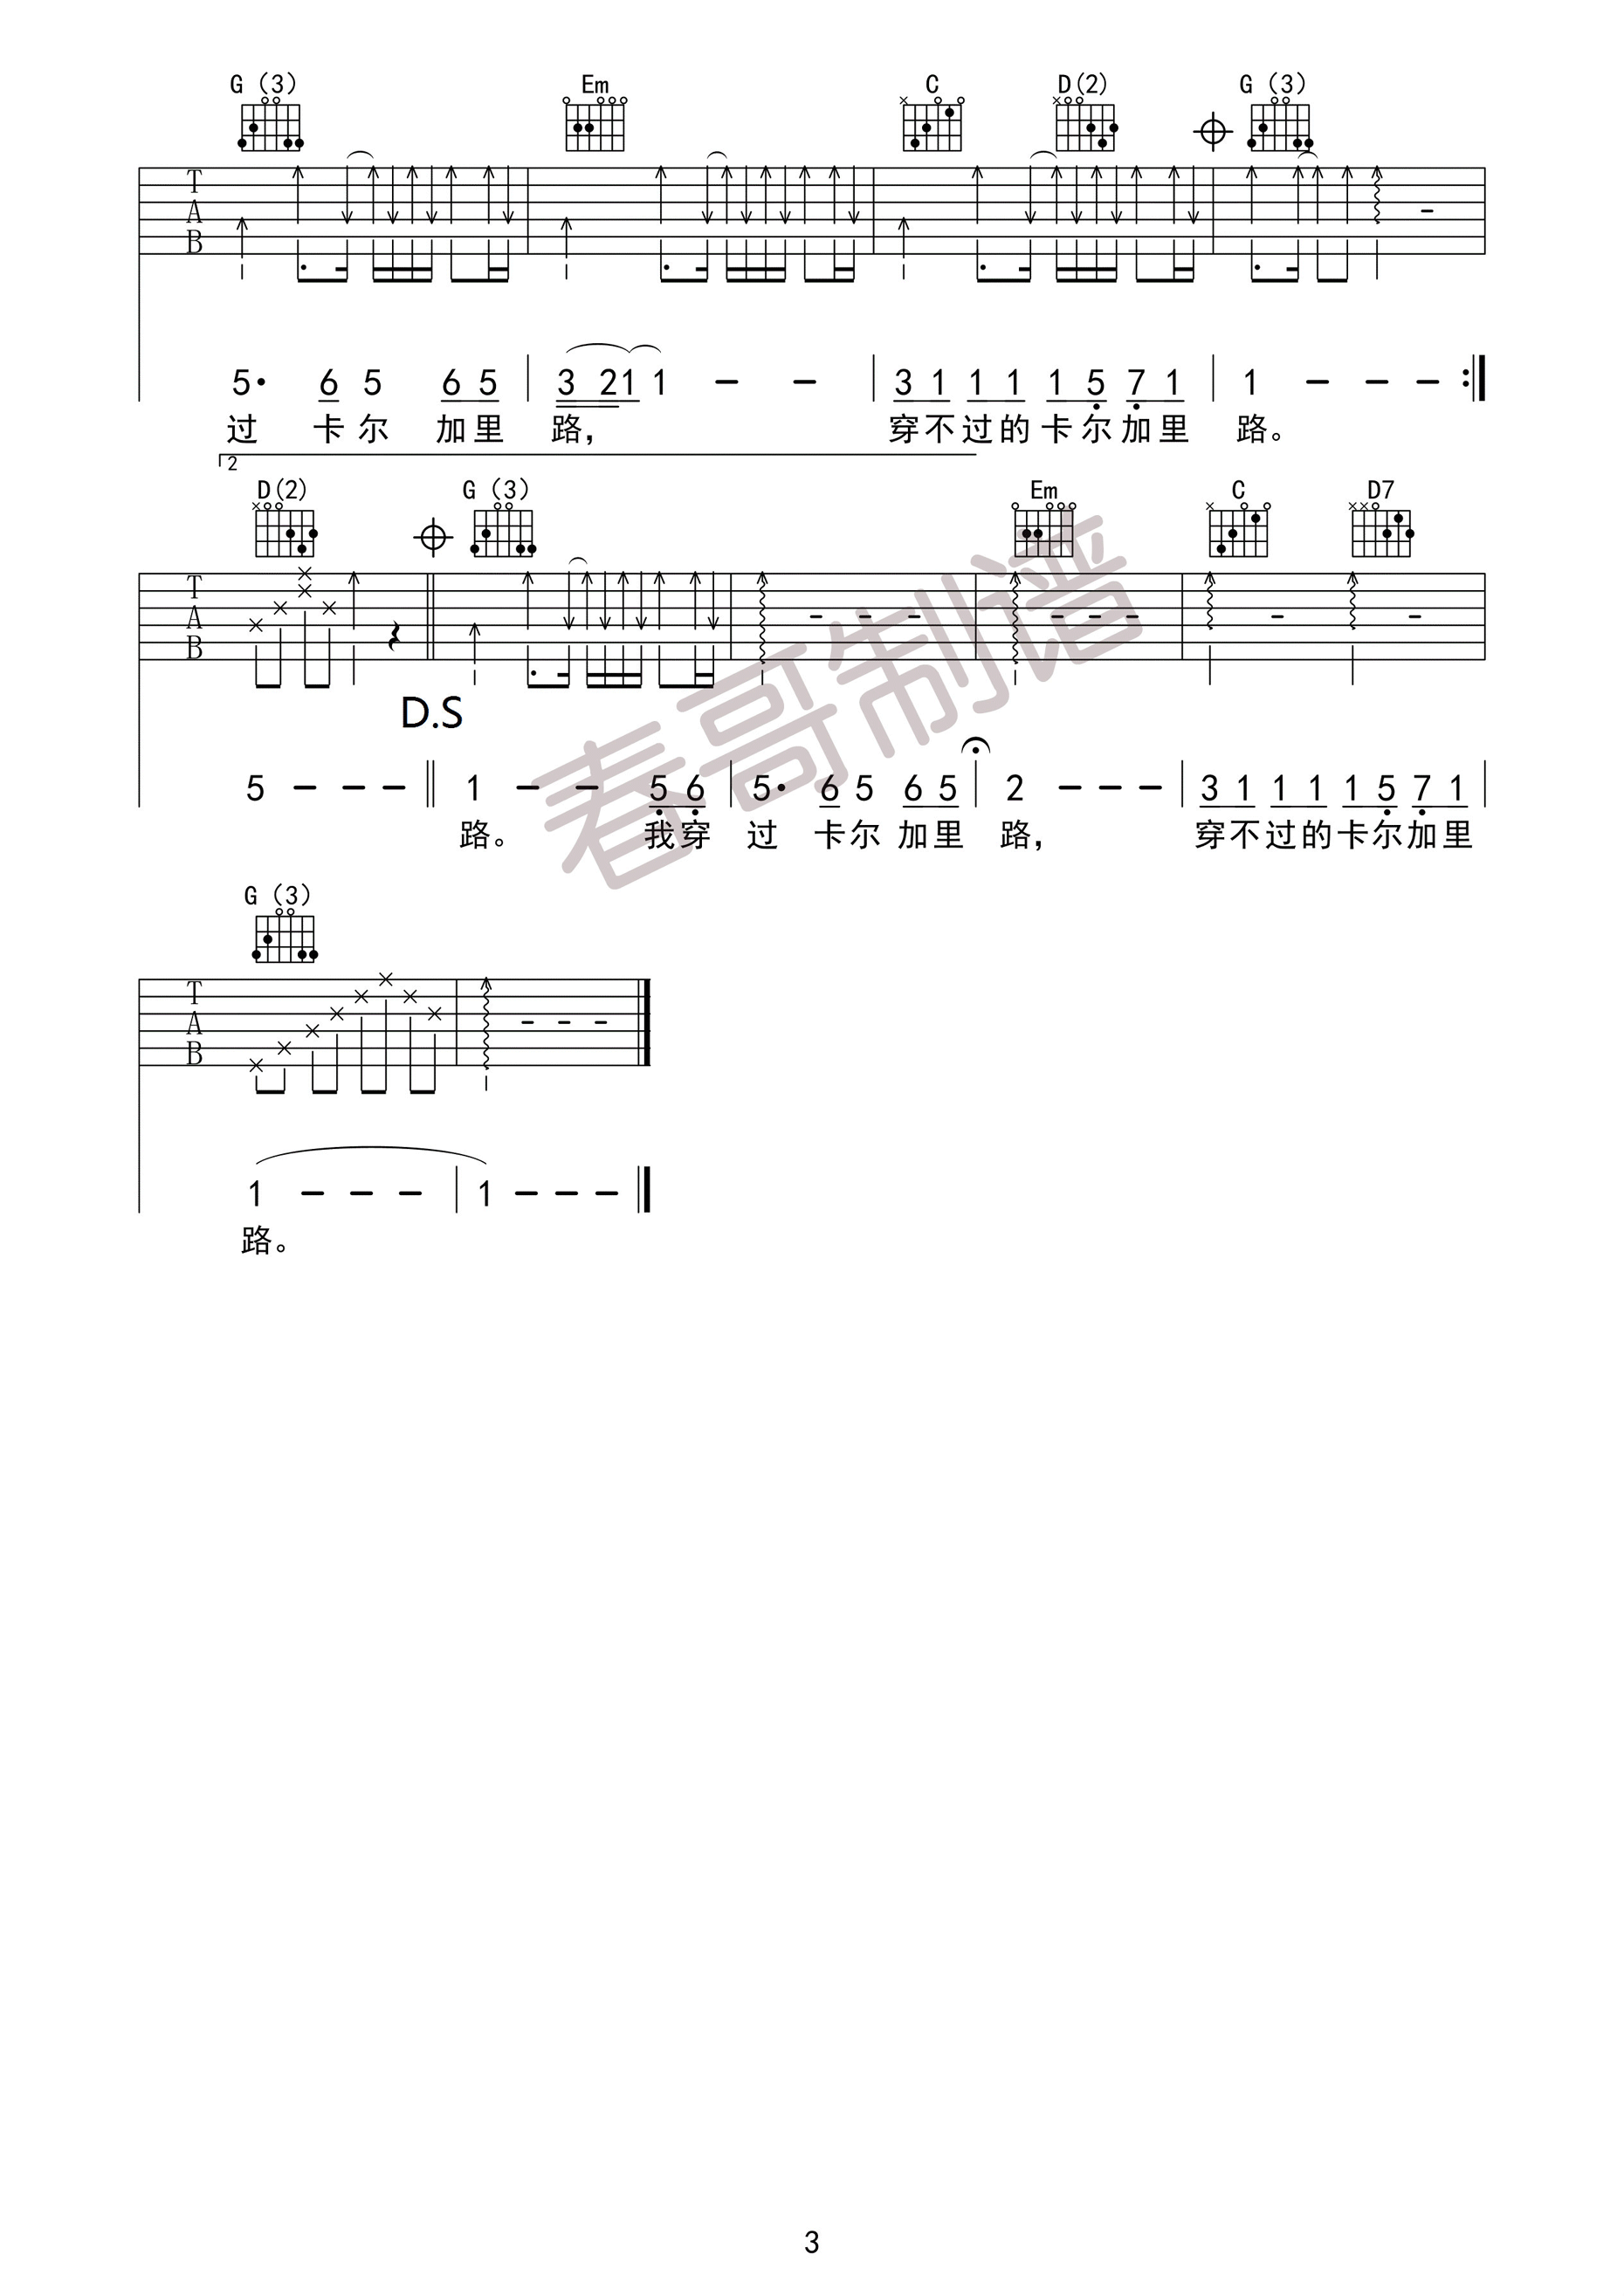 G (3) Em C D(2) G (3)
T
A
B
5· 6 5 6 5 | 3 2 1 1 - - | 3 1 1 1 1 5 7 1 | 1 - - - :|
过 卡尔 加里 路， 穿不过的卡尔加里 路。
2
D(2) G (3) Em C D7
T
A
B
D.S
5 - - - || 1 - - 5 6 | 5· 6 5 6 5 | 2 - - - | 3 1 1 1 1 5 7 1 |
路。 我穿 过 卡尔 加里 路， 穿不过的卡尔加里
春哥制谱
G (3)
T
A
B
1 - - - | 1 - - -
路。
3